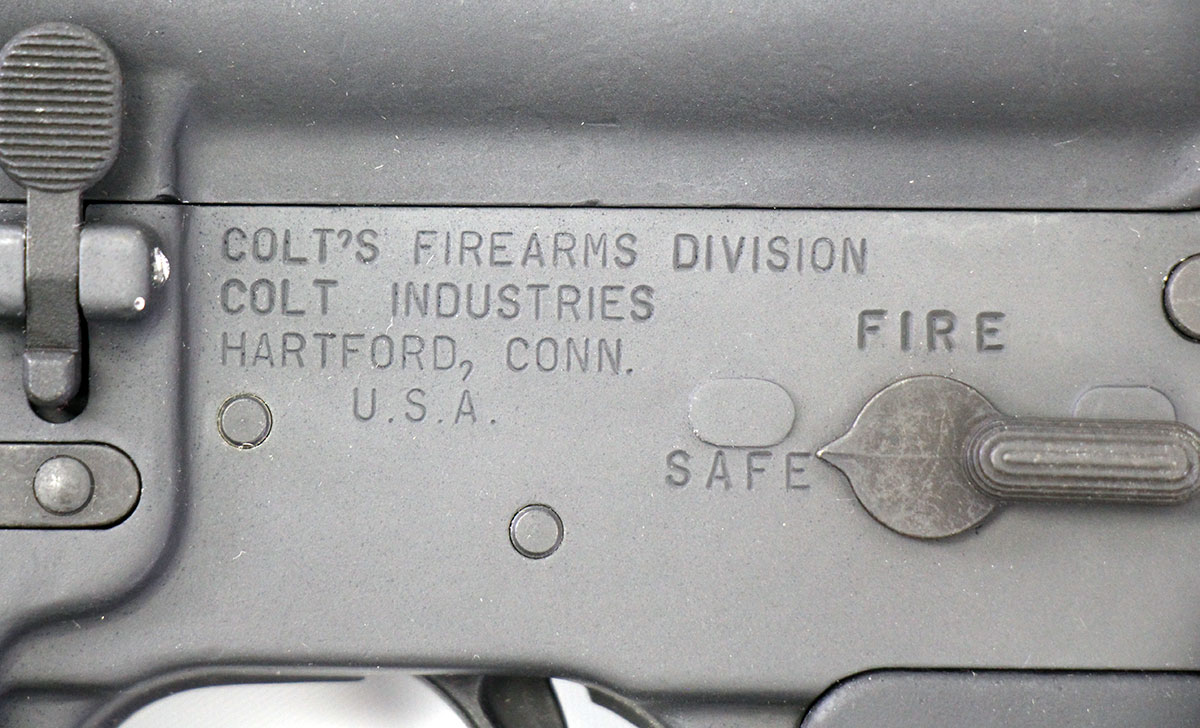 COLT'S FIREARMS DIVISION
COLT INDUSTRIES
HARTFORD, CONN.
U.S.A.
FIRE
SAFE